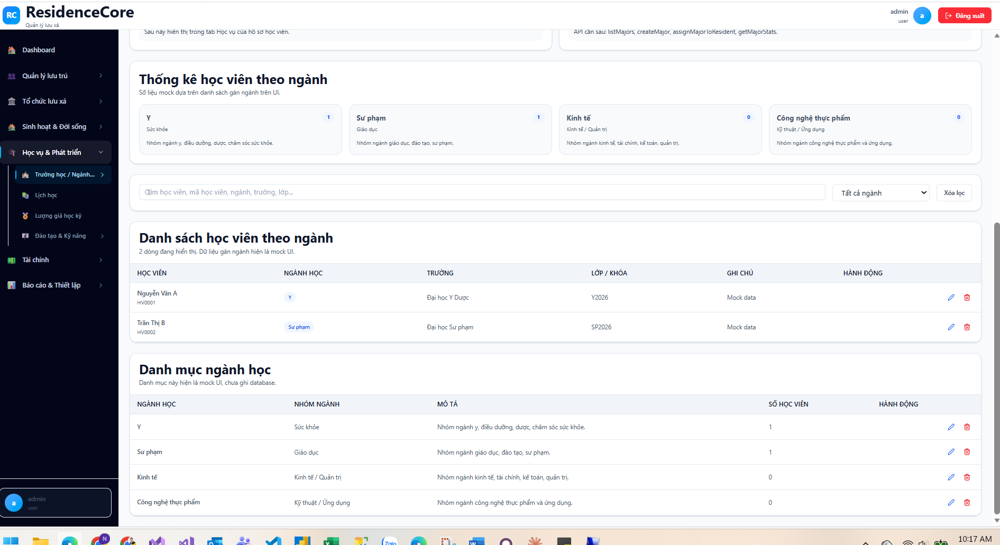 RC
ResidenceCore
Quản lý lưu xá
admin
user
a
Đăng xuất
Dashboard
Quản lý lưu trú
Tổ chức lưu xá
Sinh hoạt & Đời sống
Học vụ & Phát triển
Trường học / Ngành...
Lịch học
Lượng giá học kỳ
Đào tạo & Kỹ năng
Tài chính
Báo cáo & Thiết lập
a
admin
user
Sau này hiển thị trong tab Học vụ của hồ sơ học viên.
API cần sau: listMajors, createMajor, assignMajorToResident, getMajorStats.
Thống kê học viên theo ngành
Số liệu mock dựa trên danh sách gán ngành trên UI.
Y 1
Sức khỏe
Nhóm ngành y, điều dưỡng, dược, chăm sóc sức khỏe.
Sư phạm 1
Giáo dục
Nhóm ngành giáo dục, đào tạo, sư phạm.
Kinh tế 0
Kinh tế / Quản trị
Nhóm ngành kinh tế, tài chính, kế toán, quản trị.
Công nghệ thực phẩm 0
Kỹ thuật / Ứng dụng
Nhóm ngành công nghệ thực phẩm và ứng dụng.
Tìm học viên, mã học viên, ngành, trường, lớp...
Tất cả ngành
Xóa lọc
Danh sách học viên theo ngành
2 dòng đang hiển thị. Dữ liệu gán ngành hiện là mock UI.
HỌC VIÊN NGÀNH HỌC TRƯỜNG LỚP / KHÓA GHI CHÚ HÀNH ĐỘNG
Nguyễn Văn A Y Đại học Y Dược Y2026 Mock data
HV0001
Trần Thị B Sư phạm Đại học Sư phạm SP2026 Mock data
HV0002
Danh mục ngành học
Danh mục này hiện là mock UI, chưa ghi database.
NGÀNH HỌC NHÓM NGÀNH MÔ TẢ SỐ HỌC VIÊN HÀNH ĐỘNG
Y Sức khỏe Nhóm ngành y, điều dưỡng, dược, chăm sóc sức khỏe. 1
Sư phạm Giáo dục Nhóm ngành giáo dục, đào tạo, sư phạm. 1
Kinh tế Kinh tế / Quản trị Nhóm ngành kinh tế, tài chính, kế toán, quản trị. 0
Công nghệ thực phẩm Kỹ thuật / Ứng dụng Nhóm ngành công nghệ thực phẩm và ứng dụng. 0
N
Zalo
10:17 AM